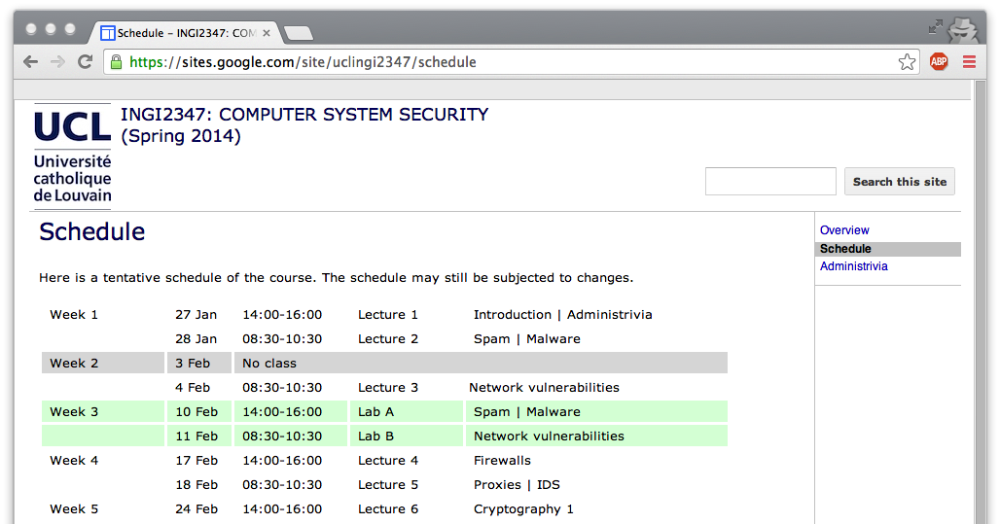 Schedule – INGI2347: COM
ABP
https://sites.google.com/site/uclingi2347/schedule
UCL
Université
catholique
de Louvain
INGI2347: COMPUTER SYSTEM SECURITY
(Spring 2014)
Search this site
Schedule
Overview
Schedule
Administrivia
Here is a tentative schedule of the course. The schedule may still be subjected to changes.
Week 1 27 Jan 14:00-16:00 Lecture 1 Introduction | Administrivia
28 Jan 08:30-10:30 Lecture 2 Spam | Malware
Week 2 3 Feb No class
4 Feb 08:30-10:30 Lecture 3 Network vulnerabilities
Week 3 10 Feb 14:00-16:00 Lab A Spam | Malware
11 Feb 08:30-10:30 Lab B Network vulnerabilities
Week 4 17 Feb 14:00-16:00 Lecture 4 Firewalls
18 Feb 08:30-10:30 Lecture 5 Proxies | IDS
Week 5 24 Feb 14:00-16:00 Lecture 6 Cryptography 1